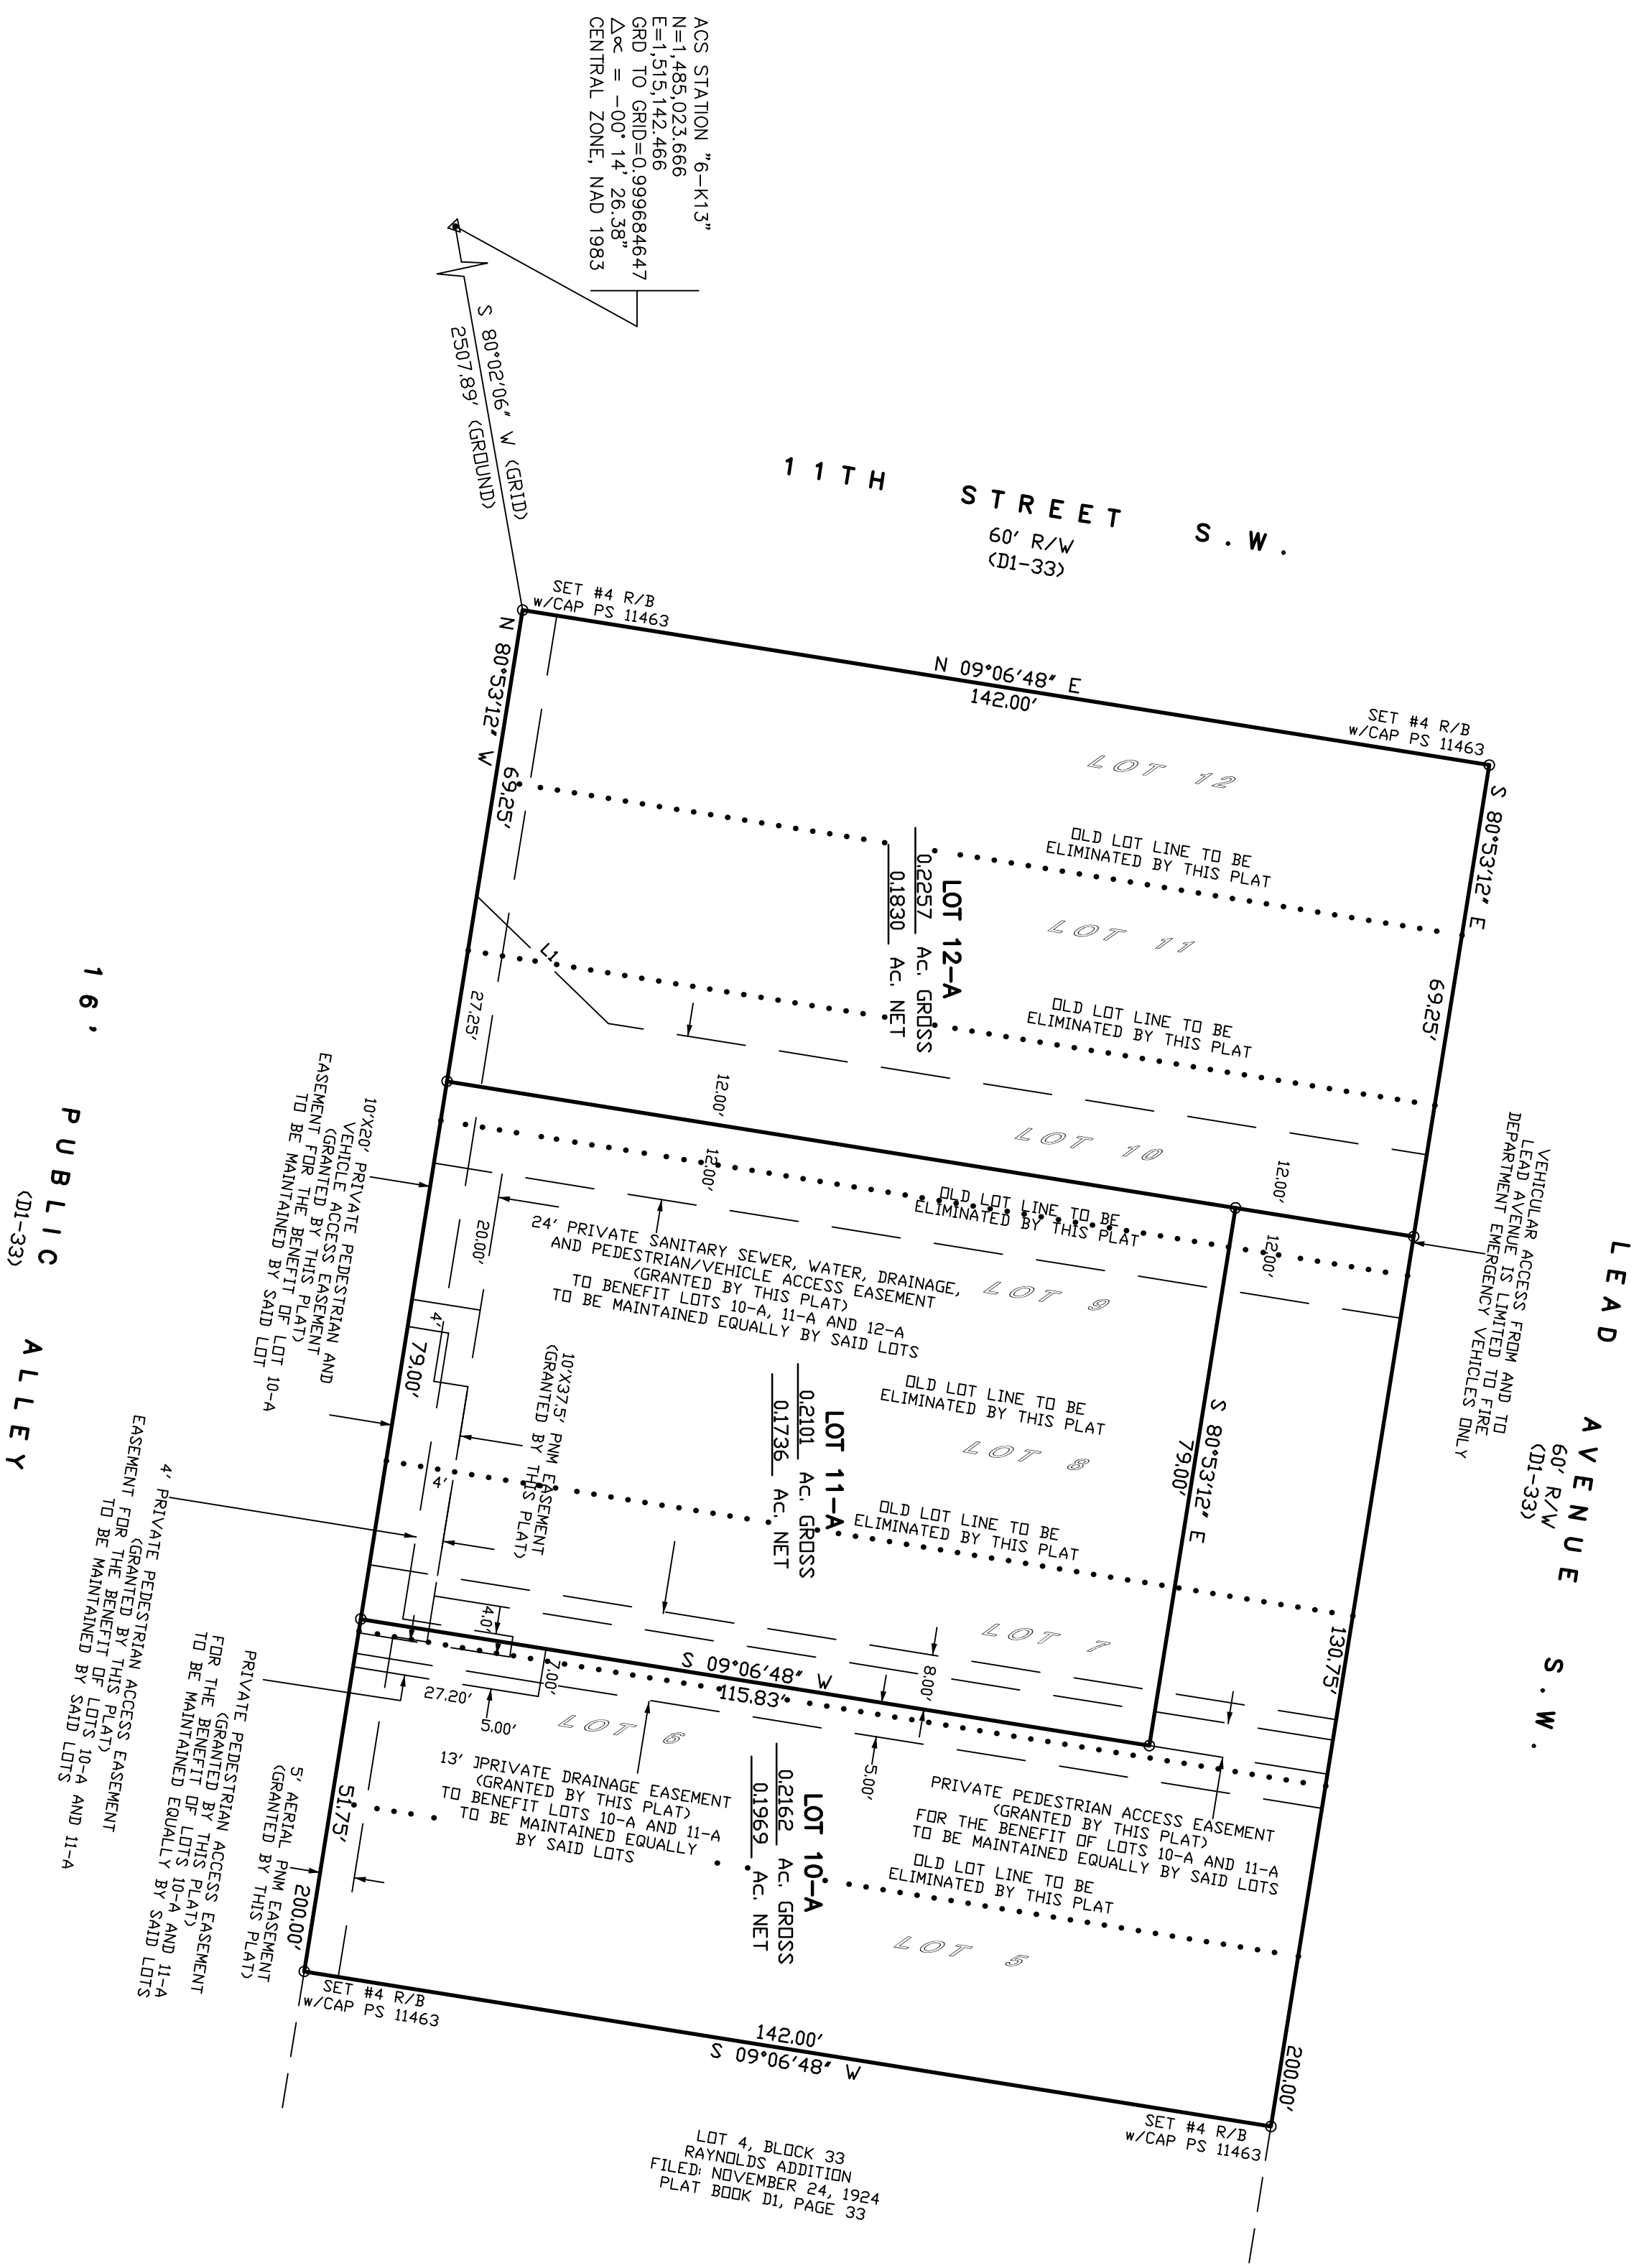 ACS STATION "6-K13"
N=1,485,023.666
E=1,515,142.466
GRD TO GRID=0.999684647
△∝ = -00° 14' 26.38"
CENTRAL ZONE, NAD 1983
S 80°02'06" W (GRID)
2507.89' (GROUND)
11TH STREET S.W.
60' R/W
(D1-33)
SET #4 R/B
w/CAP PS 11463
N 09°06'48" E
142.00'
SET #4 R/B
w/CAP PS 11463
S 80°53'12" E
69.25'
N 80°53'12" W
69.25'
LOT 12
OLD LOT LINE TO BE
ELIMINATED BY THIS PLAT
LOT 12-A
0.2257 Ac. GROSS
0.1830 Ac. NET
LOT 11
OLD LOT LINE TO BE
ELIMINATED BY THIS PLAT
L1
27.25'
12.00'
LOT 10
12.00'
12.00'
12.00'
OLD LOT LINE TO BE
ELIMINATED BY THIS PLAT
VEHICULAR ACCESS FROM AND TO
LEAD AVENUE IS LIMITED TO FIRE
DEPARTMENT EMERGENCY VEHICLES ONLY
LEAD AVENUE S.W.
60' R/W
(D1-33)
16' PUBLIC ALLEY
(D1-33)
10'X20' PRIVATE PEDESTRIAN AND
VEHICLE ACCESS EASEMENT
(GRANTED BY THIS PLAT)
EASEMENT FOR THE BENEFIT OF LOT 10-A
TO BE MAINTAINED BY SAID LOT
20.00'
24' PRIVATE SANITARY SEWER, WATER, DRAINAGE,
AND PEDESTRIAN/VEHICLE ACCESS EASEMENT
(GRANTED BY THIS PLAT)
TO BENEFIT LOTS 10-A, 11-A AND 12-A
TO BE MAINTAINED EQUALLY BY SAID LOTS
LOT 9
4'
79.00'
10'X37.5' PNM EASEMENT
(GRANTED BY THIS PLAT)
4'
OLD LOT LINE TO BE
ELIMINATED BY THIS PLAT
LOT 8
S 80°53'12" E
79.00'
LOT 11-A
0.2101 Ac. GROSS
0.1736 Ac. NET
OLD LOT LINE TO BE
ELIMINATED BY THIS PLAT
LOT 7
130.75'
4' PRIVATE PEDESTRIAN ACCESS EASEMENT
(GRANTED BY THIS PLAT)
EASEMENT FOR THE BENEFIT OF LOTS 10-A AND 11-A
TO BE MAINTAINED BY SAID LOTS
4.0'
7.00'
S 09°06'48" W
115.83'
8.00'
27.20'
5.00'
5.00'
LOT 6
PRIVATE PEDESTRIAN ACCESS EASEMENT
(GRANTED BY THIS PLAT)
FOR THE BENEFIT OF LOTS 10-A AND 11-A
TO BE MAINTAINED EQUALLY BY SAID LOTS
13' JPRIVATE DRAINAGE EASEMENT
(GRANTED BY THIS PLAT)
TO BENEFIT LOTS 10-A AND 11-A
TO BE MAINTAINED EQUALLY
BY SAID LOTS
PRIVATE PEDESTRIAN ACCESS EASEMENT
(GRANTED BY THIS PLAT)
FOR THE BENEFIT OF LOTS 10-A AND 11-A
TO BE MAINTAINED EQUALLY BY SAID LOTS
LOT 10-A
0.2162 Ac. GROSS
0.1969 Ac. NET
OLD LOT LINE TO BE
ELIMINATED BY THIS PLAT
LOT 5
51.75'
5' AERIAL PNM EASEMENT
(GRANTED BY THIS PLAT)
200.00'
SET #4 R/B
w/CAP PS 11463
142.00'
S 09°06'48" W
200.00'
SET #4 R/B
w/CAP PS 11463
LOT 4, BLOCK 33
RAYNOLDS ADDITION
FILED: NOVEMBER 24, 1924
PLAT BOOK D1, PAGE 33